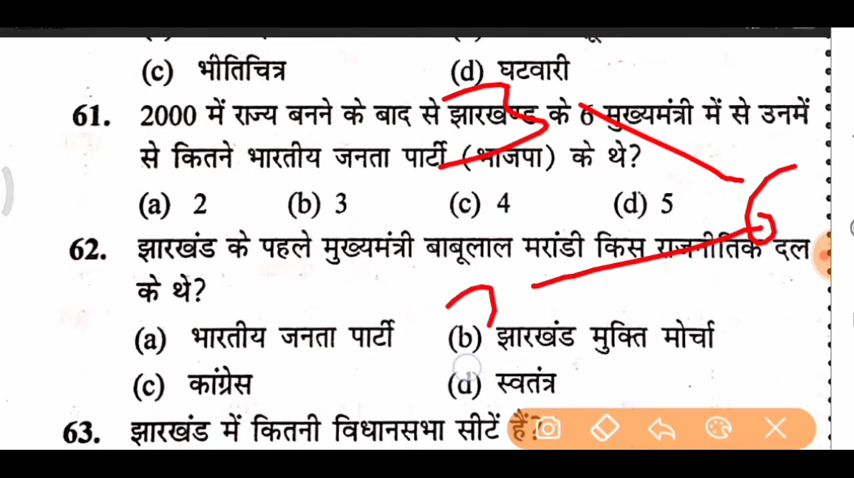 (c) भीतिचित्र (d) घटवारी
61. 2000 में राज्य बनने के बाद से झारखण्ड के 6 मुख्यमंत्री में से उनमें
से कितने भारतीय जनता पार्टी (भाजपा) के थे?
(a) 2 (b) 3 (c) 4 (d) 5
62. झारखंड के पहले मुख्यमंत्री बाबूलाल मरांडी किस राजनीतिक दल
के थे?
(a) भारतीय जनता पार्टी (b) झारखंड मुक्ति मोर्चा
(c) कांग्रेस (d) स्वतंत्र
63. झारखंड में कितनी विधानसभा सीटें हैं?